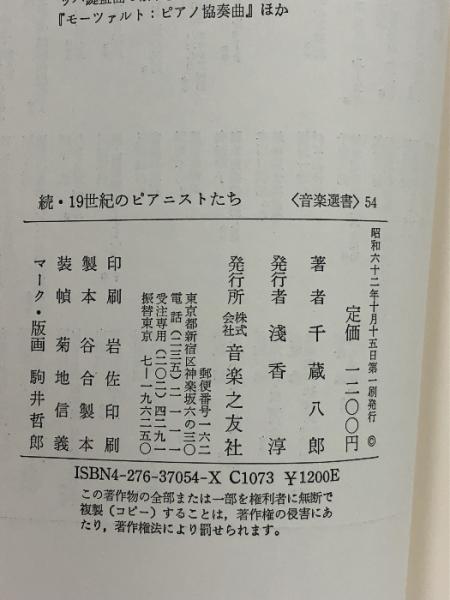 『モーツァルト:ピアノ協奏曲』ほか
続・19世紀のピアニストたち
〈音楽選書〉54
昭和六十二年十月十五日第一刷発行
定価 一二〇〇円 ©
著者 千蔵八郎
発行者 淺香淳
発行所 株式会社 音楽之友社
郵便番号一六二
東京都新宿区神楽坂六の三〇
電話(二三五)二一一一
受注専用(二〇二)四二九一
振替東京 七―一九六二五〇
印刷 岩佐印刷
製本 谷合製本
装幀 菊地信義
マーク・版画 駒井哲郎
ISBN4-276-37054-X C1073 ¥1200E
この著作物の全部または一部を権利者に無断で
複製(コピー)することは,著作権の侵害にあ
たり,著作権法により罰せられます。